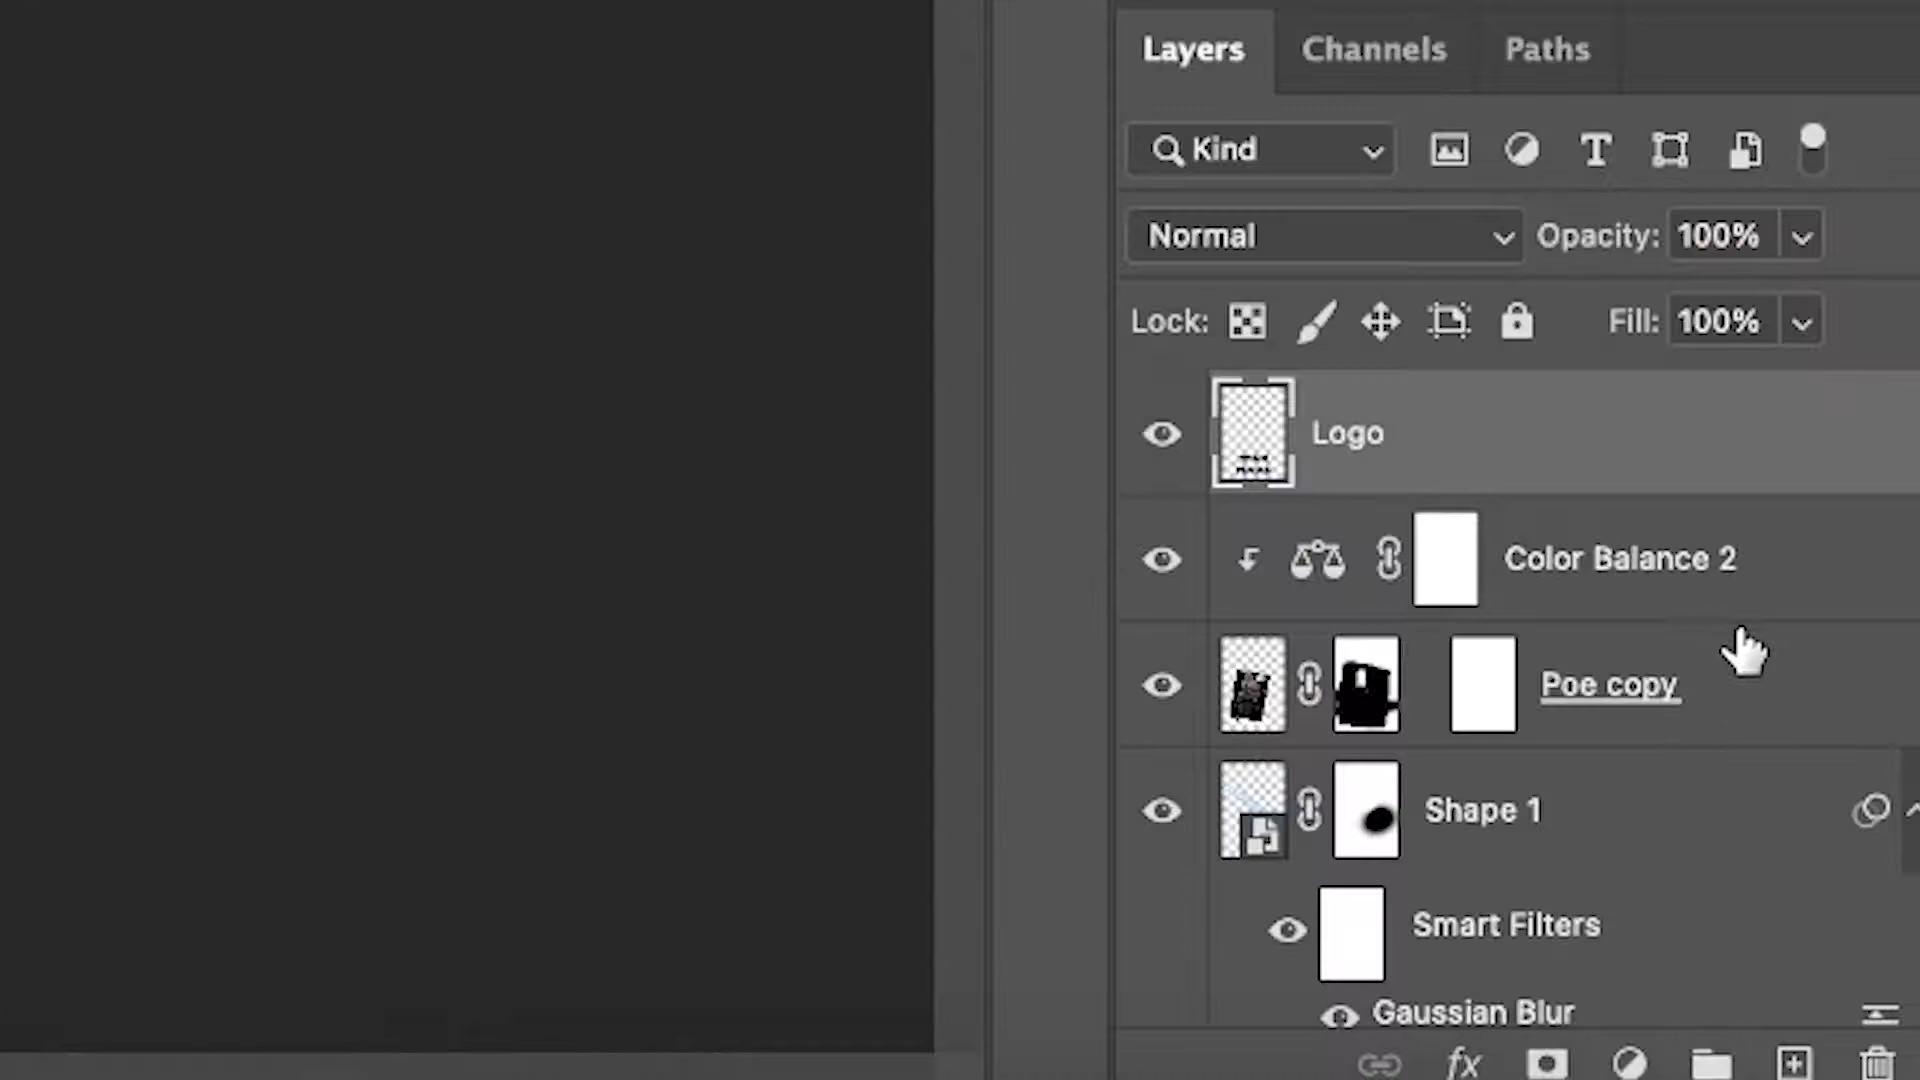 Layers Channels Paths
Kind
Normal Opacity: 100%
Lock: Fill: 100%
Logo
Color Balance 2
Poe copy
Shape 1
Smart Filters
Gaussian Blur
fx